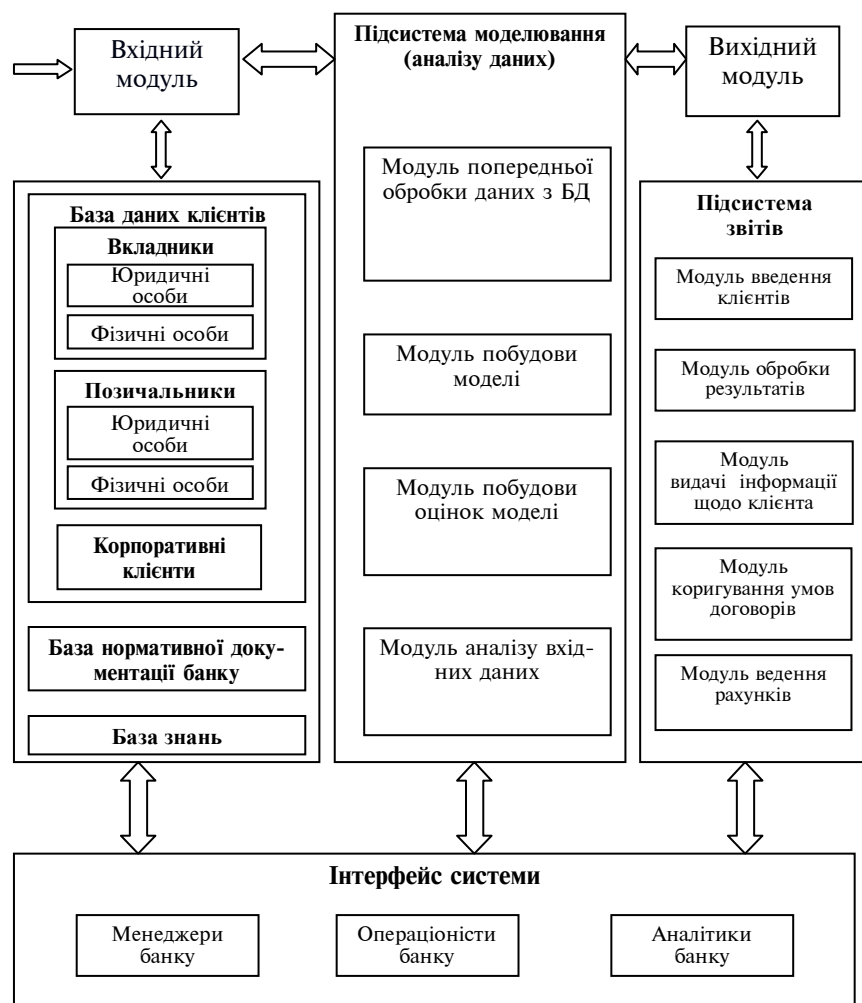 Вхідний
модуль
Підсистема моделювання
(аналізу даних)
Вихідний
модуль
База даних клієнтів
Вкладники
Юридичні
особи
Фізичні особи
Позичальники
Юридичні
особи
Фізичні особи
Корпоративні
клієнти
База нормативної доку-
ментації банку
База знань
Модуль попередньої
обробки даних з БД
Модуль побудови
моделі
Модуль побудови
оцінок моделі
Модуль аналізу вхід-
них даних
Підсистема
звітів
Модуль введення
клієнтів
Модуль обробки
результатів
Модуль
видачі інформації
щодо клієнта
Модуль
коригування умов
договорів
Модуль ведення
рахунків
Інтерфейс системи
Менеджери
банку
Операціоністи
банку
Аналітики
банку